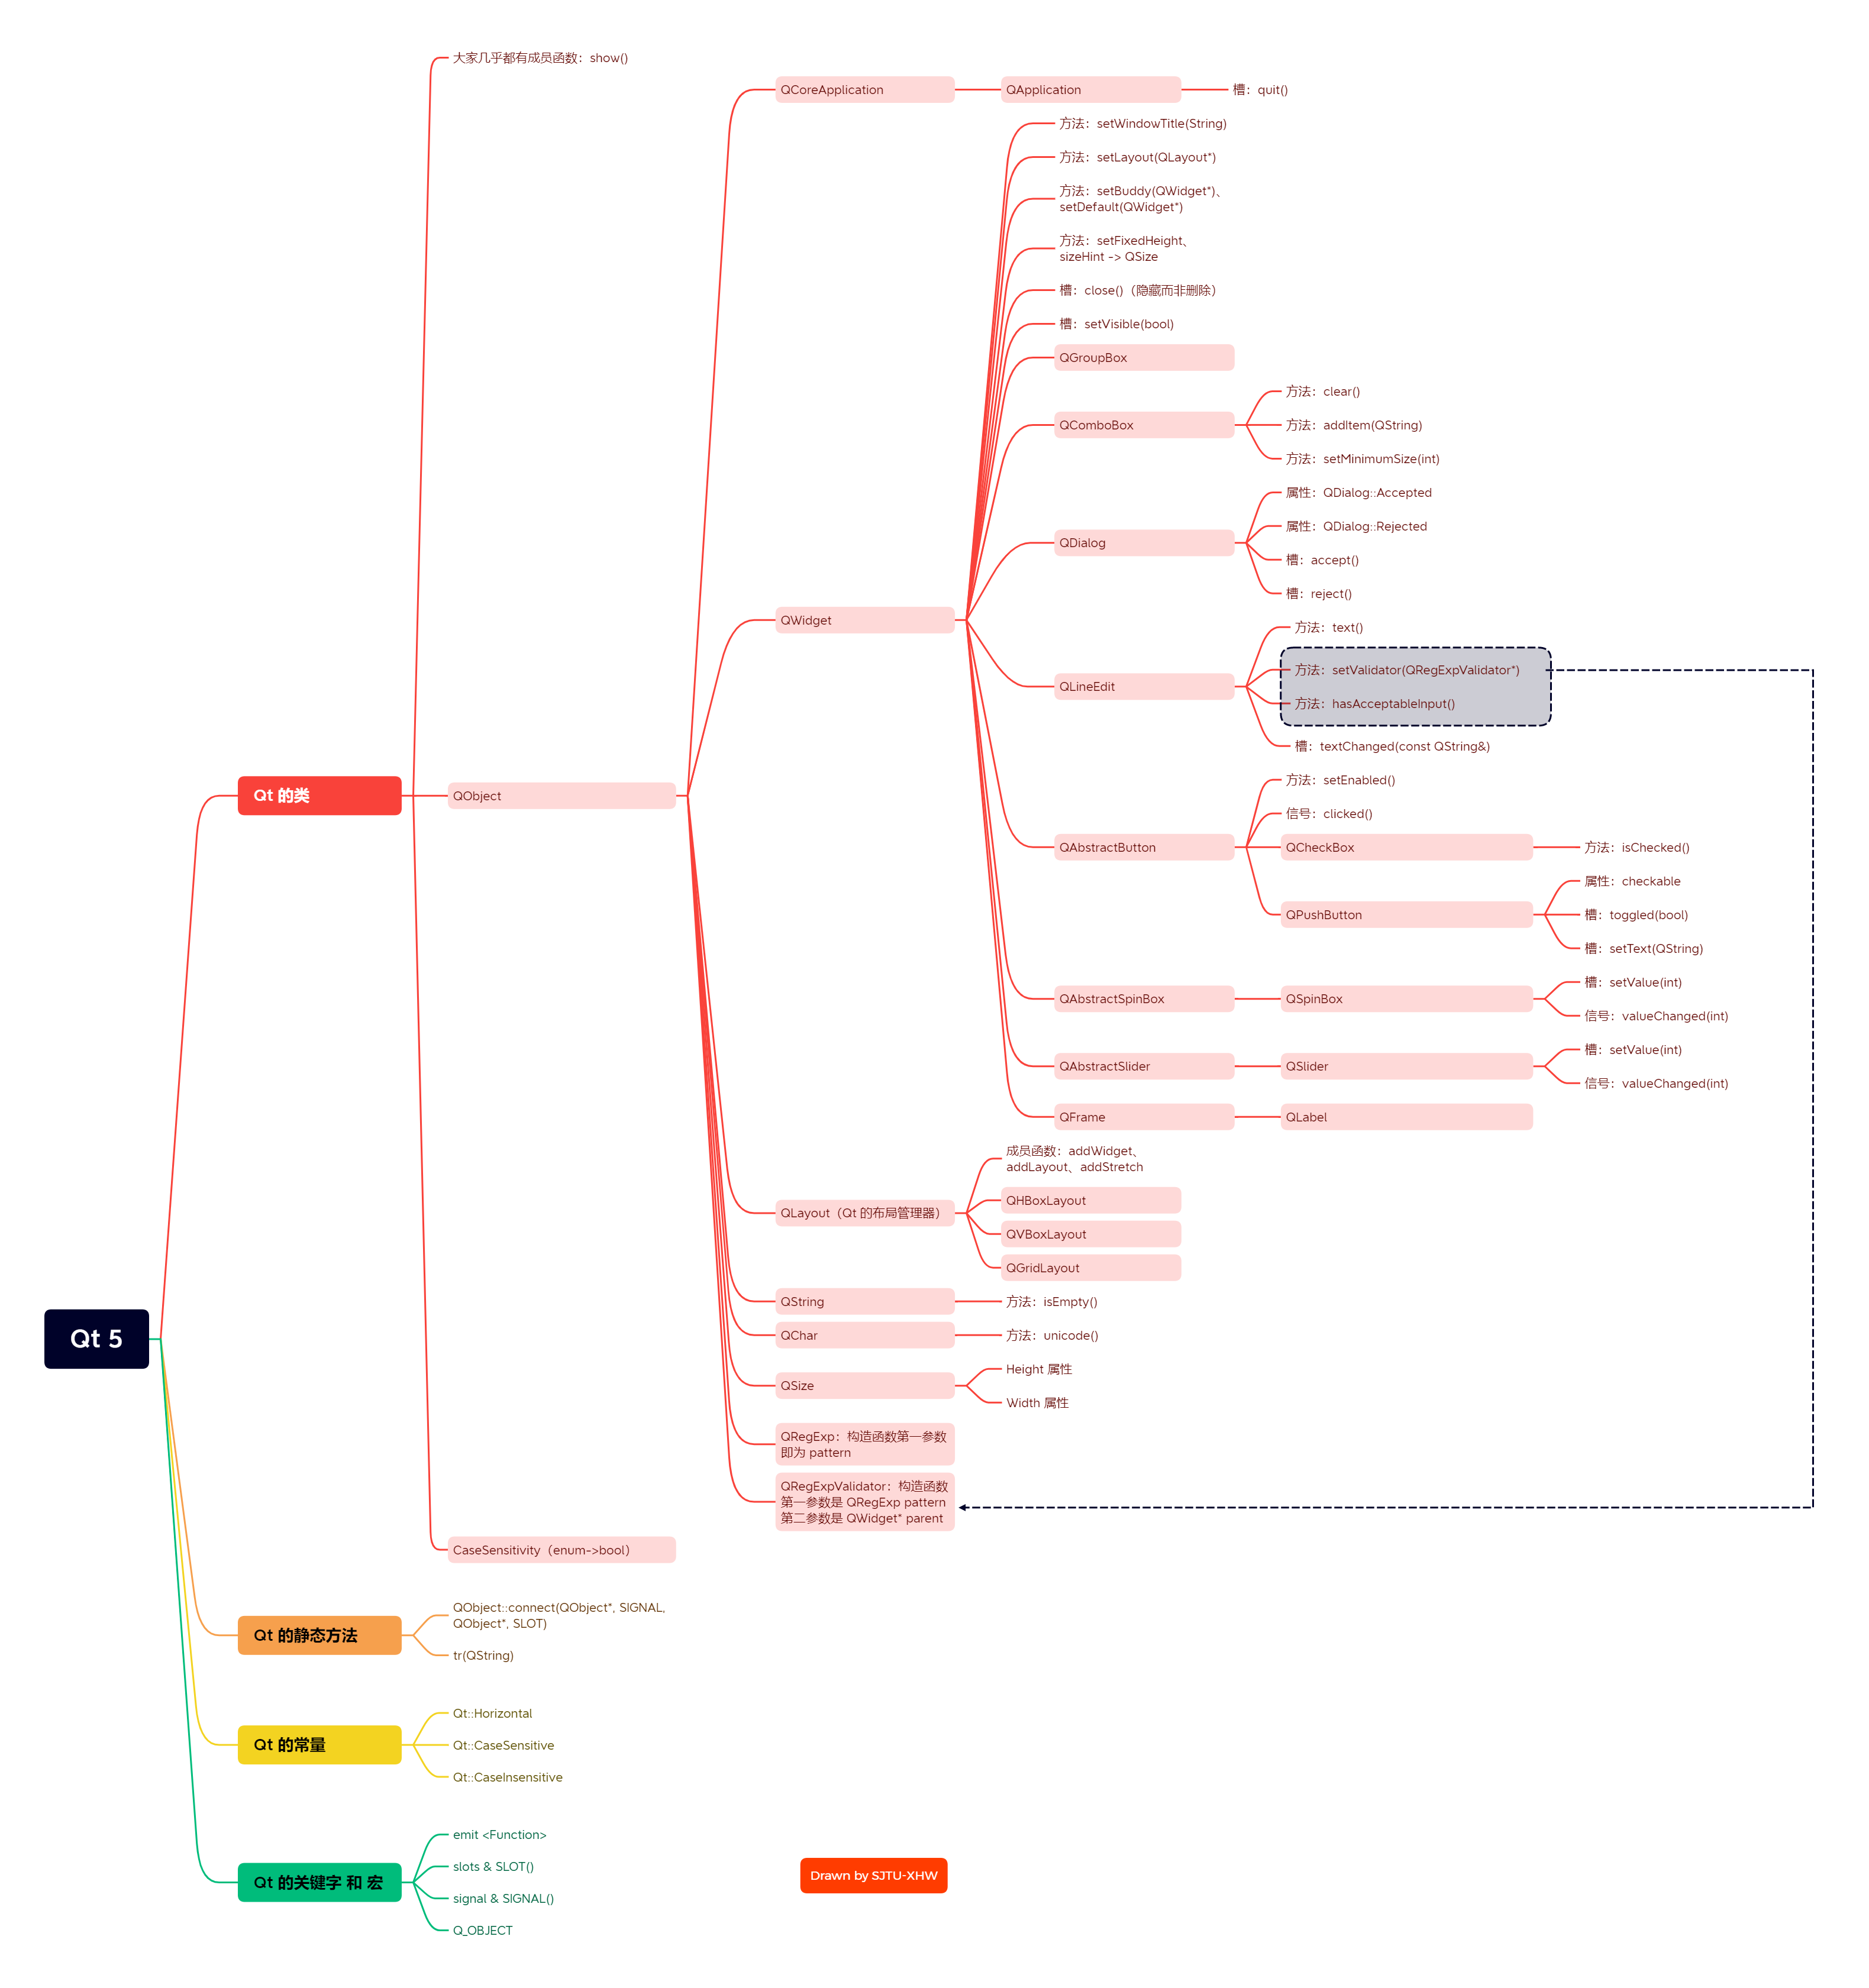 Qt 5
Qt 的类
大家几乎都有成员函数：show()
QObject
QCoreApplication
QApplication
槽：quit()
QWidget
方法：setWindowTitle(String)
方法：setLayout(QLayout*)
方法：setBuddy(QWidget*)、
setDefault(QWidget*)
方法：setFixedHeight、
sizeHint -> QSize
槽：close()（隐藏而非删除）
槽：setVisible(bool)
QGroupBox
QComboBox
方法：clear()
方法：addItem(QString)
方法：setMinimumSize(int)
QDialog
属性：QDialog::Accepted
属性：QDialog::Rejected
槽：accept()
槽：reject()
QLineEdit
方法：text()
方法：setValidator(QRegExpValidator*)
方法：hasAcceptableInput()
槽：textChanged(const QString&)
QAbstractButton
方法：setEnabled()
信号：clicked()
QCheckBox
方法：isChecked()
QPushButton
属性：checkable
槽：toggled(bool)
槽：setText(QString)
QAbstractSpinBox
QSpinBox
槽：setValue(int)
信号：valueChanged(int)
QAbstractSlider
QSlider
槽：setValue(int)
信号：valueChanged(int)
QFrame
QLabel
QLayout（Qt 的布局管理器）
成员函数：addWidget、
addLayout、addStretch
QHBoxLayout
QVBoxLayout
QGridLayout
QString
方法：isEmpty()
QChar
方法：unicode()
QSize
Height 属性
Width 属性
QRegExp：构造函数第一参数
即为 pattern
QRegExpValidator：构造函数
第一参数是 QRegExp pattern
第二参数是 QWidget* parent
CaseSensitivity（enum->bool）
Qt 的静态方法
QObject::connect(QObject*, SIGNAL,
QObject*, SLOT)
tr(QString)
Qt 的常量
Qt::Horizontal
Qt::CaseSensitive
Qt::CaseInsensitive
Qt 的关键字 和 宏
emit <Function>
slots & SLOT()
signal & SIGNAL()
Q_OBJECT
Drawn by SJTU-XHW